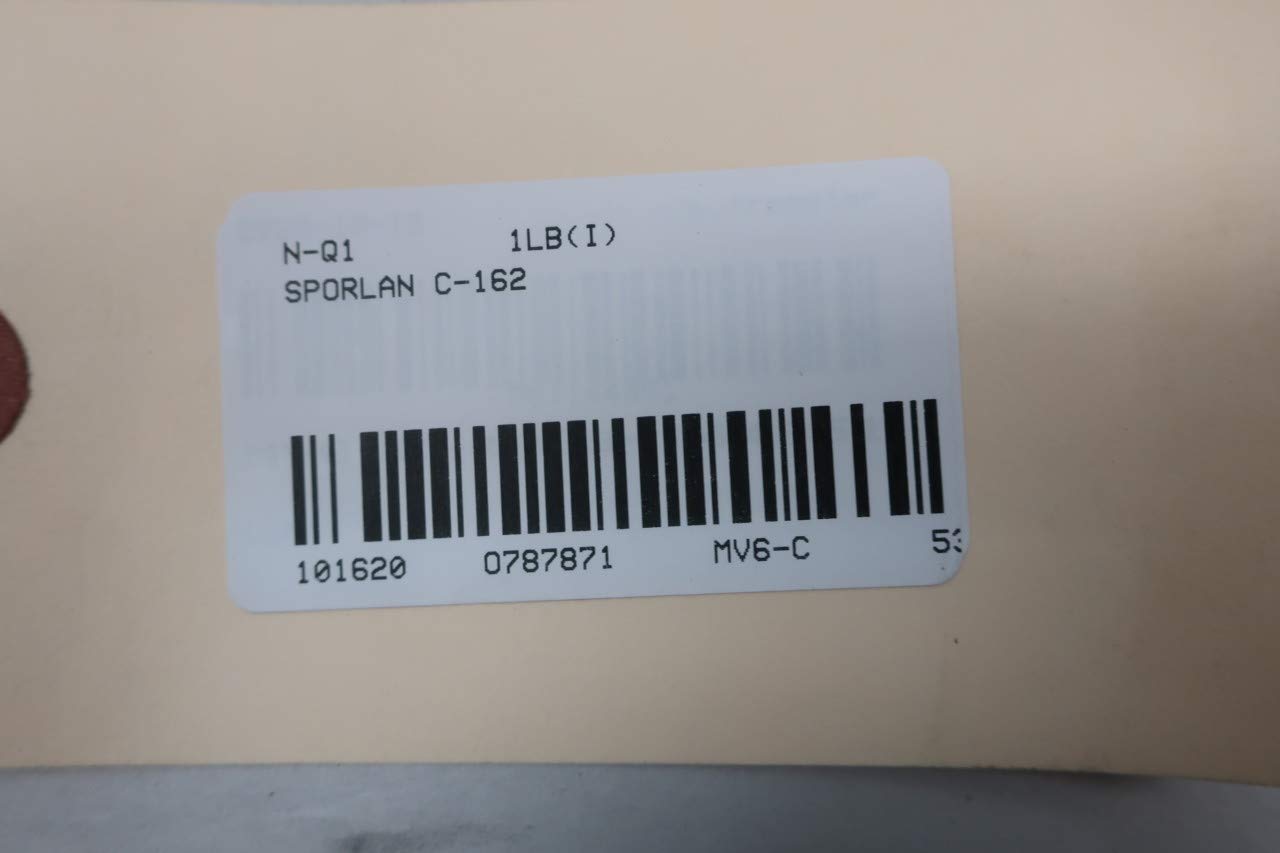 N-Q1 1LB(I)
SPORLAN C-162
101620 0787871 MV6-C